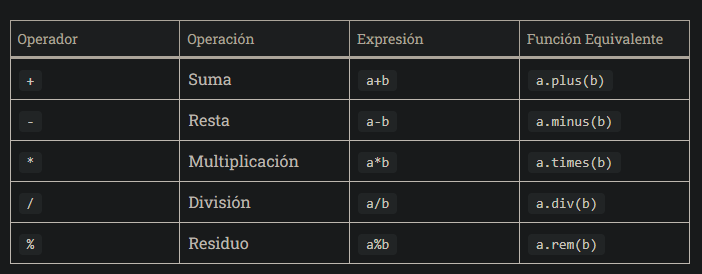 Operador Operación Expresión Función Equivalente
+ Suma a+b a.plus(b)
- Resta a-b a.minus(b)
* Multiplicación a*b a.times(b)
/ División a/b a.div(b)
% Residuo a%b a.rem(b)